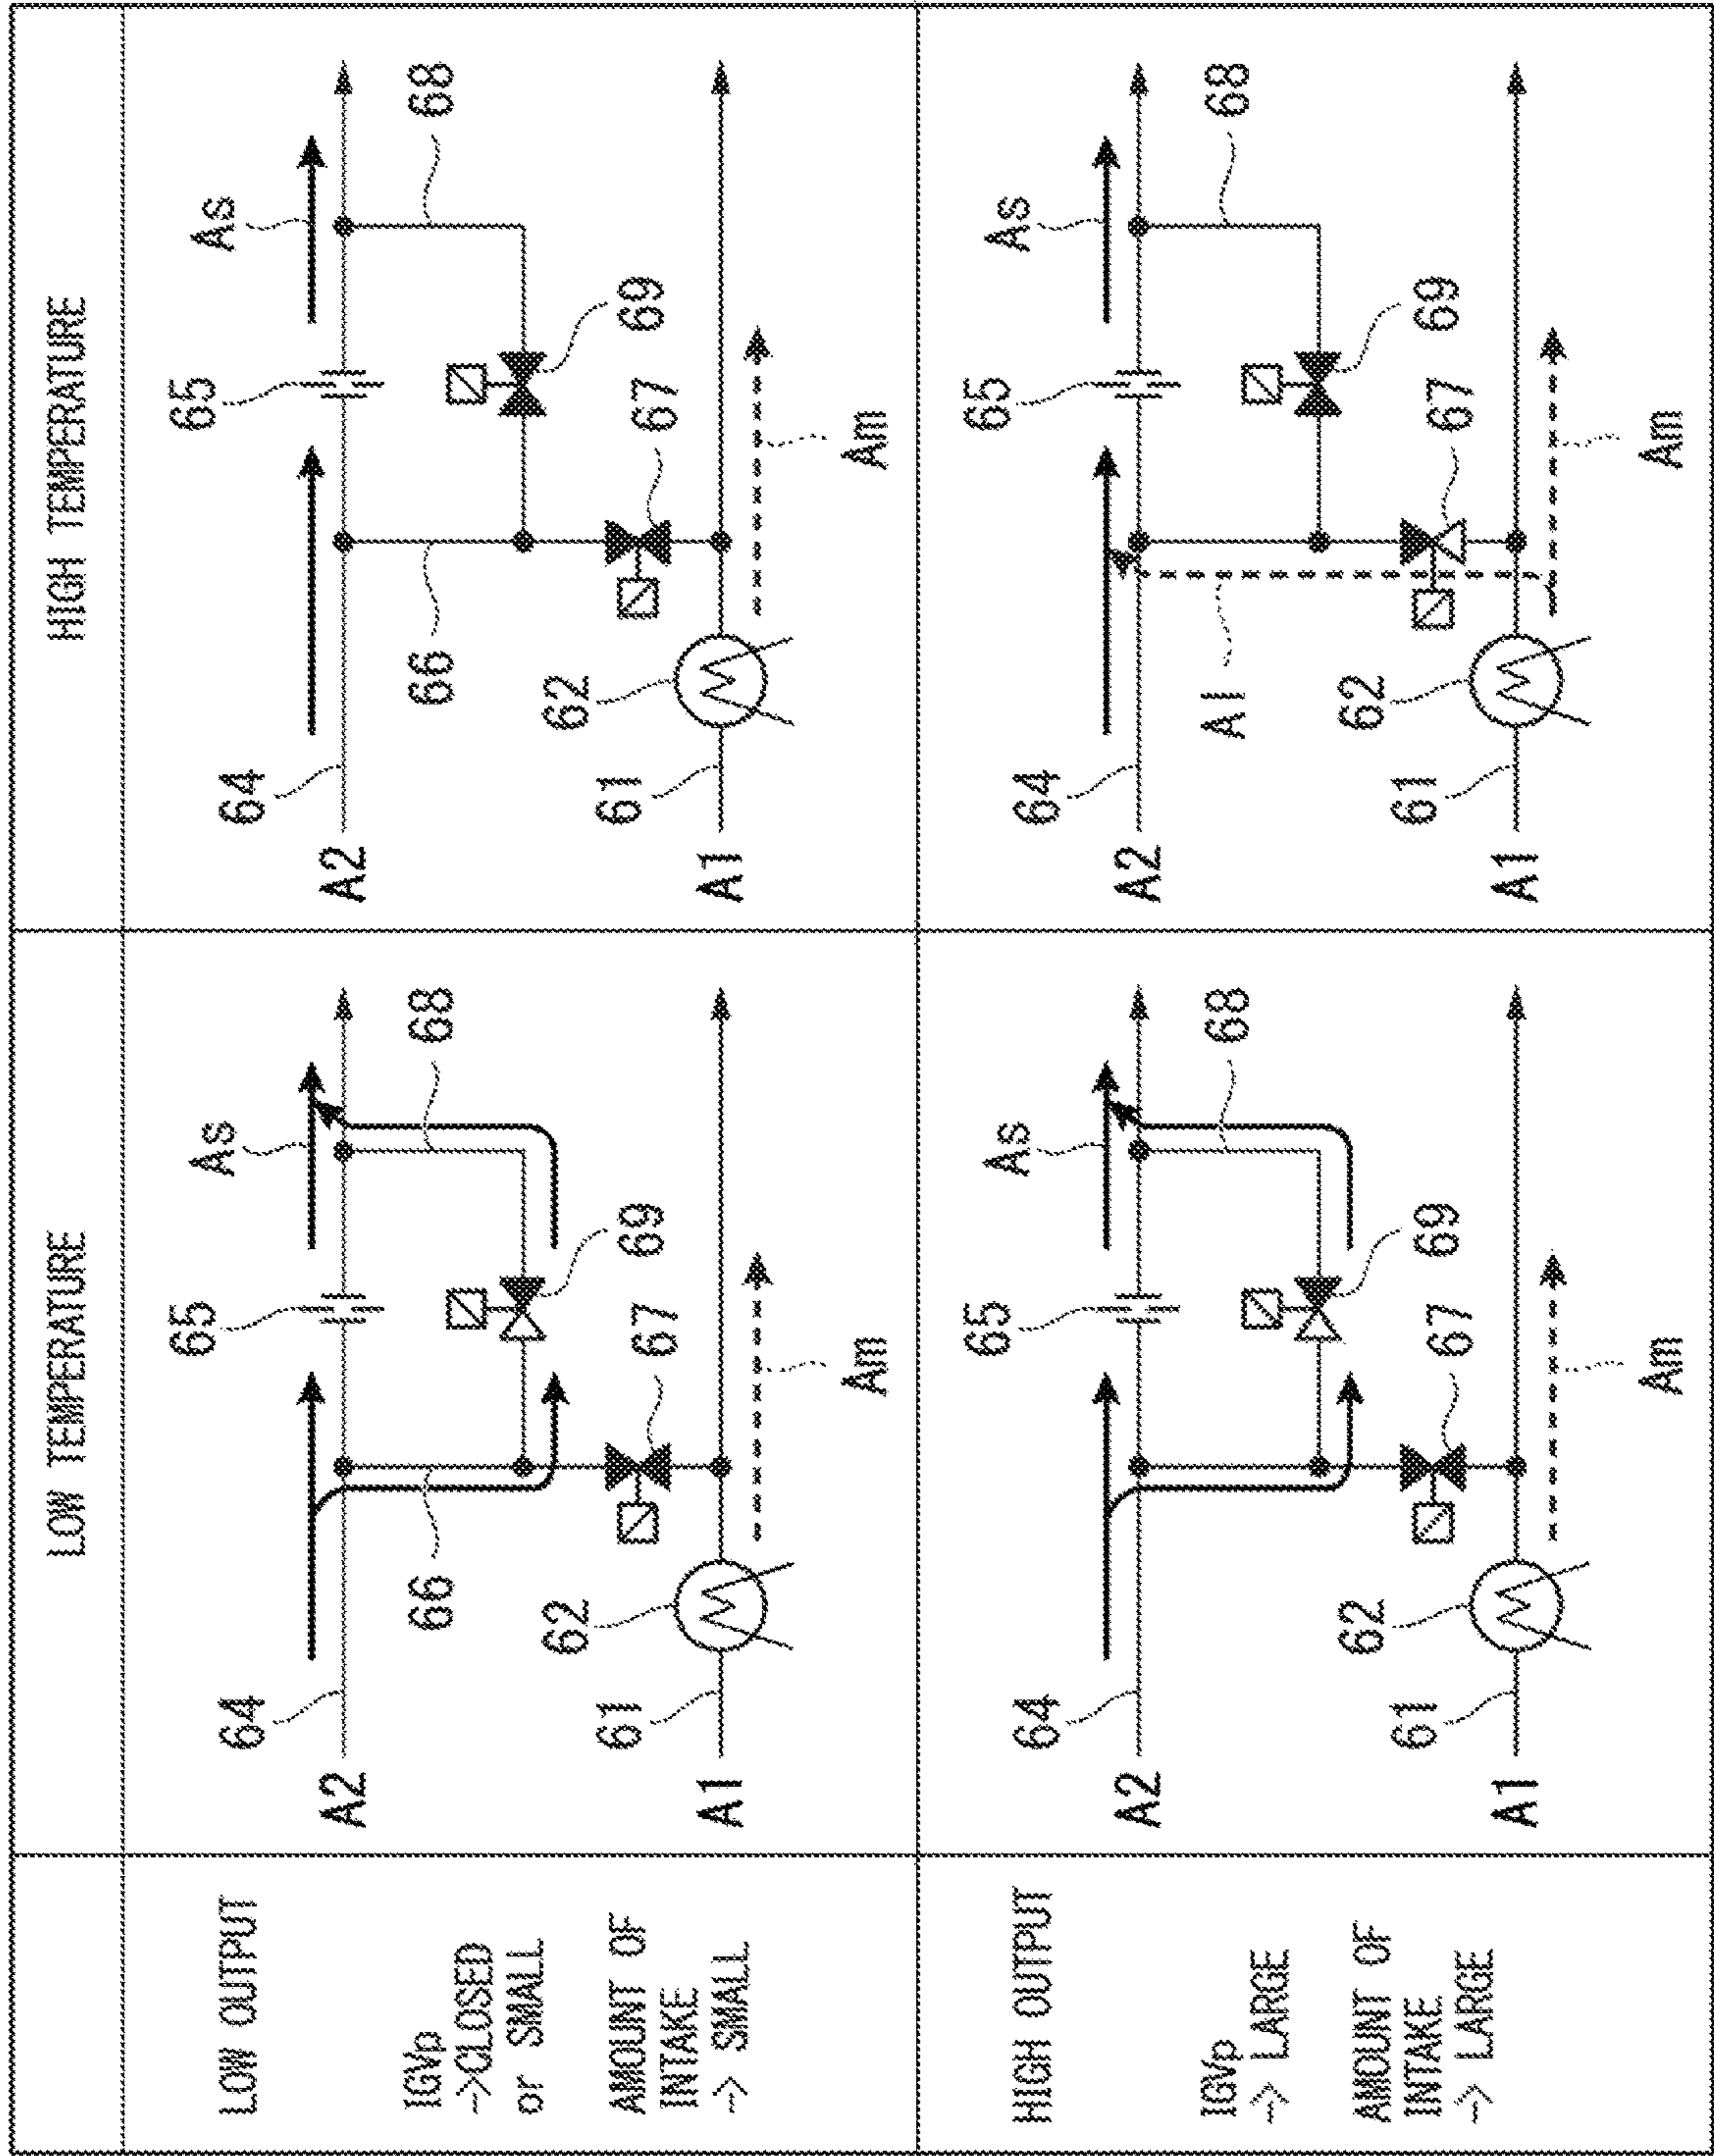 LOW TEMPERATURE
HIGH TEMPERATURE
LOW OUTPUT
IGVp
->CLOSED
or SMALL
AMOUNT OF
INTAKE
-> SMALL
65
As
64
A2
66
68
62
61
69
67
A1
Am
65
As
64
A2
66
68
62
61
69
67
A1
Am
HIGH OUTPUT
IGVp
-> LARGE
AMOUNT OF
INTAKE
-> LARGE
65
As
64
A2
68
62
61
69
67
A1
Am
65
As
64
A2
A1
68
62
61
69
67
A1
Am